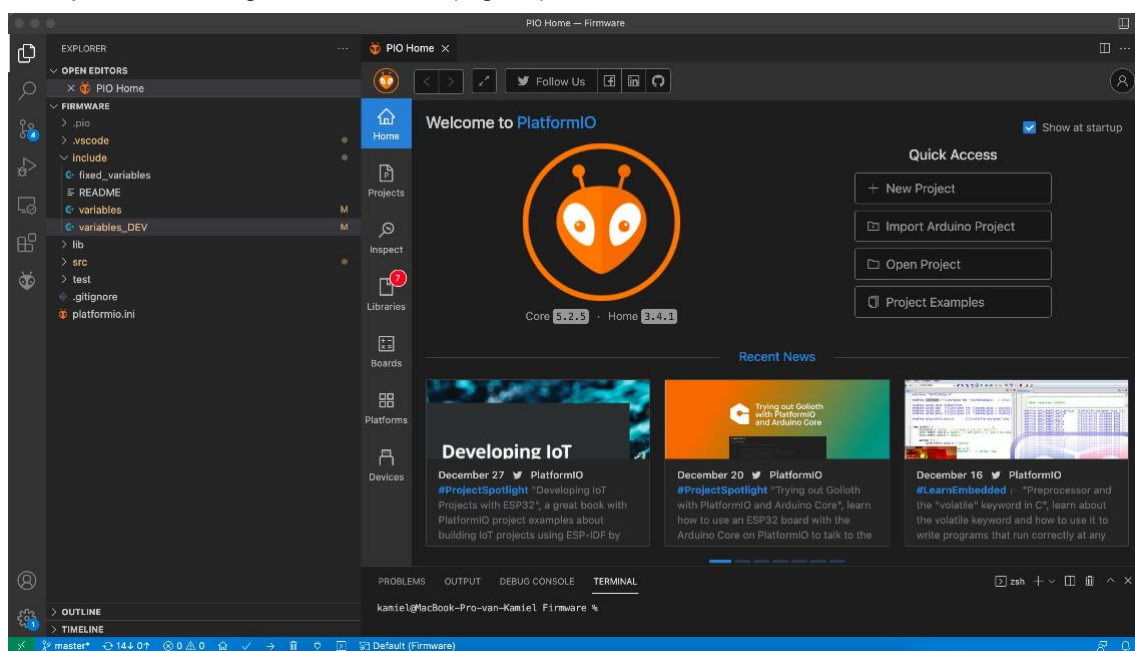 PIO Home — Firmware
EXPLORER
OPEN EDITORS
PIO Home
FIRMWARE
.pio
.vscode
include
fixed_variables
README
variables M
variables_DEV M
lib
src
test
.gitignore
platformio.ini
OUTLINE
TIMELINE
4
1
PIO Home
Follow Us
Home
Projects
Inspect
7
Libraries
Boards
Platforms
Devices
Welcome to PlatformIO
Show at startup
Core 5.2.5 · Home 3.4.1
Quick Access
New Project
Import Arduino Project
Open Project
Project Examples
Recent News
Developing IoT
December 27 PlatformIO
#ProjectSpotlight "Developing IoT
Projects with ESP32", a great book with
PlatformIO project examples about
building IoT projects using ESP-IDF by
Trying out Golioth
with PlatformIO
and Arduino Core
December 20 PlatformIO
#ProjectSpotlight "Trying out Golioth
with PlatformIO and Arduino Core", learn
how to use an ESP32 board with the
Arduino Core on PlatformIO to talk to the
December 16 PlatformIO
#LearnEmbedded "Preprocessor and
the "volatile" keyword in C", learn about
the volatile keyword and how to use it to
write programs that run correctly at any
PROBLEMS OUTPUT DEBUG CONSOLE TERMINAL
zsh
kamiel@MacBook-Pro-van-Kamiel Firmware %
master* 14↓ 0↑ 0 0 Default (Firmware)